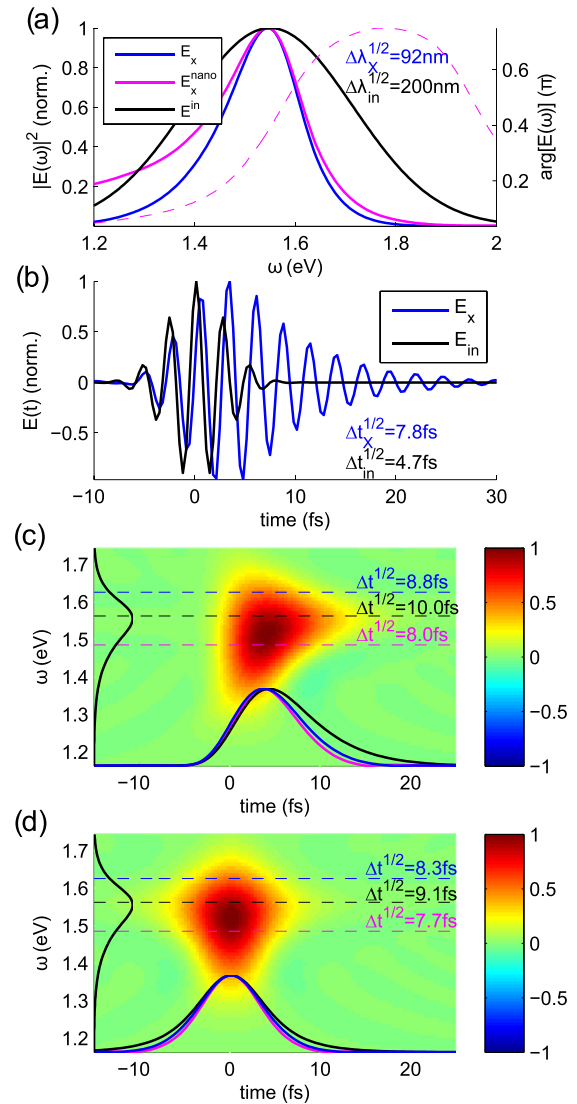 (a)
1
0.8
0.6
0.4
0.2
|E(ω)|² (norm.)
E_x
E_x^nano
E^in
Δλ_X^1/2=92nm
Δλ_in^1/2=200nm
0.6
0.4
0.2
arg[E(ω)] (π)
1.2 1.4 1.6 1.8 2
ω (eV)
(b)
1
0.5
0
−0.5
E(t) (norm.)
E_x
E_in
Δt_X^1/2=7.8fs
Δt_in^1/2=4.7fs
−10 0 10 20 30
time (fs)
(c)
1.7
1.6
1.5
1.4
1.3
1.2
ω (eV)
Δt^1/2=8.8fs
Δt^1/2=10.0fs
Δt^1/2=8.0fs
−10 0 10 20
time (fs)
1
0.5
0
−0.5
−1
(d)
1.7
1.6
1.5
1.4
1.3
1.2
ω (eV)
Δt^1/2=8.3fs
Δt^1/2=9.1fs
Δt^1/2=7.7fs
−10 0 10 20
time (fs)
1
0.5
0
−0.5
−1